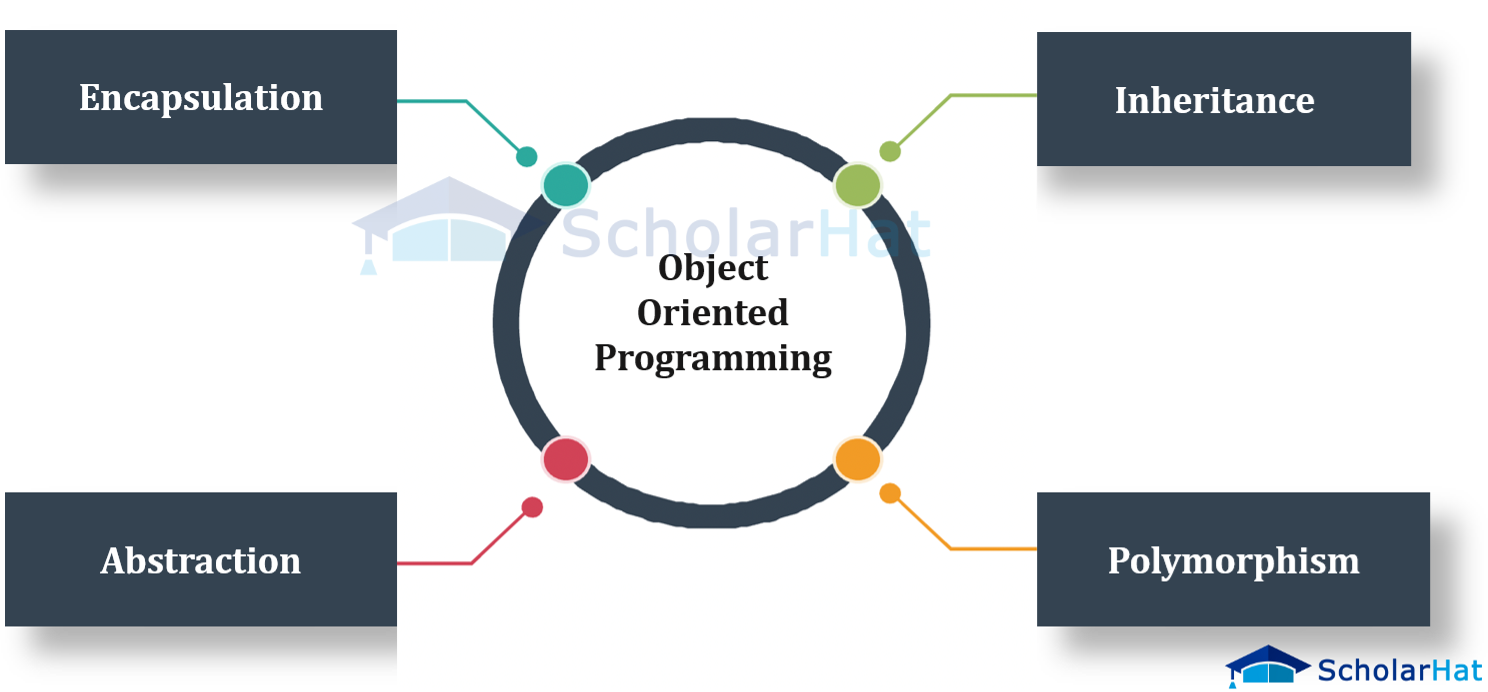 Encapsulation
Inheritance
ScholarHat
Object
Oriented
Programming
Abstraction
Polymorphism
ScholarHat